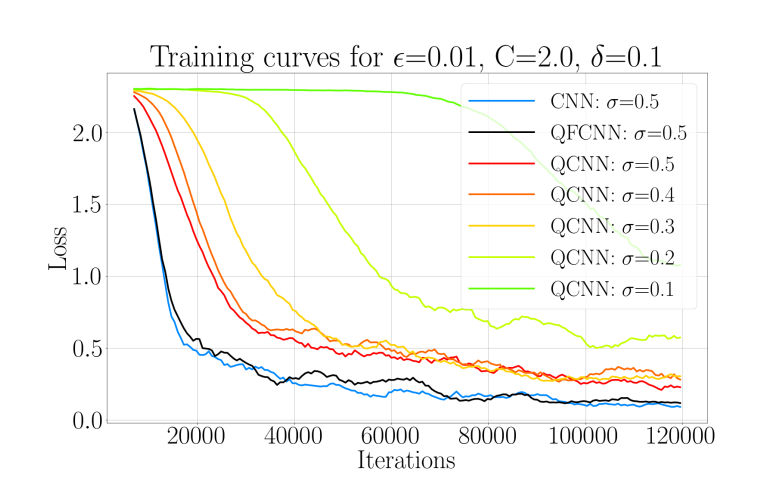 Training curves for ϵ=0.01, C=2.0, δ=0.1
CNN: σ=0.5
QFCNN: σ=0.5
QCNN: σ=0.5
QCNN: σ=0.4
QCNN: σ=0.3
QCNN: σ=0.2
QCNN: σ=0.1
Loss
2.0
1.5
1.0
0.5
0.0
20000 40000 60000 80000 100000 120000
Iterations